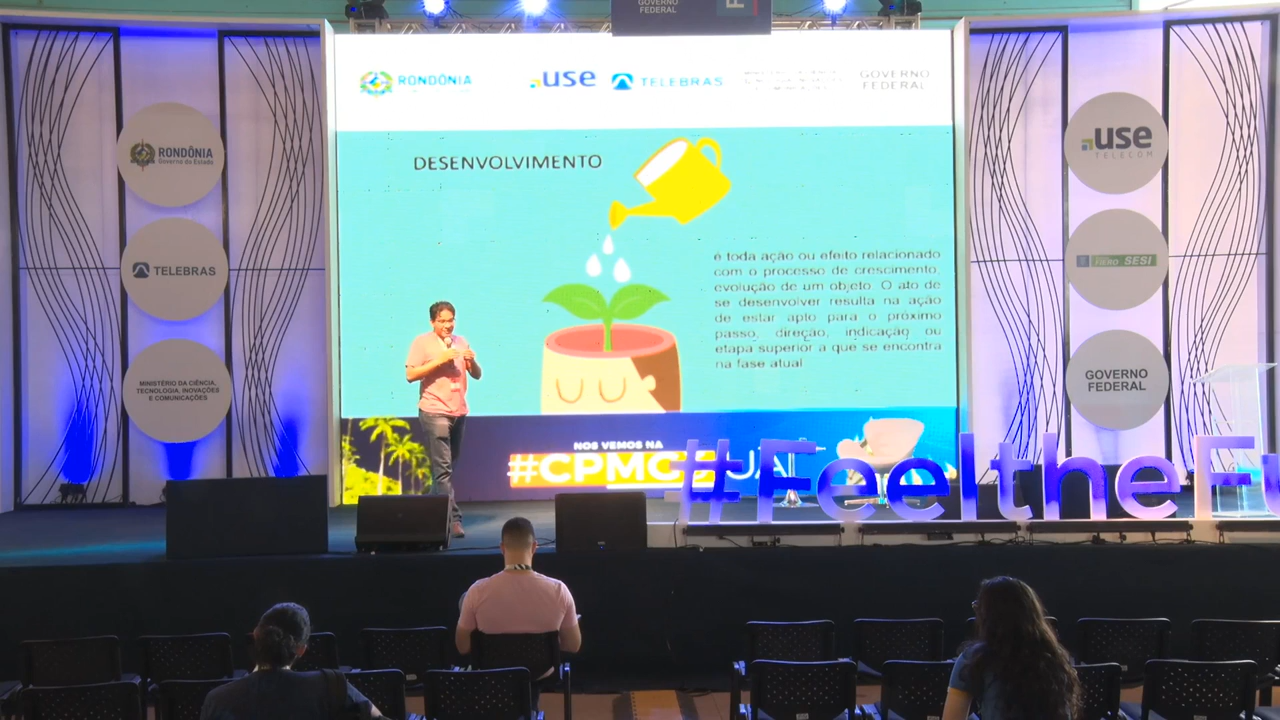 GOVERNO
FEDERAL
RONDÔNIA
use
TELEBRAS
GOVERNO
FEDERAL
DESENVOLVIMENTO
é toda ação ou efeito relacionado
com o processo de crescimento,
evolução de um objeto. O ato de
se desenvolver resulta na ação
de estar apto para o próximo
passo, direção, indicação ou
etapa superior a que se encontra
na fase atual
NOS VEMOS NA
#CPMC
#FeeltheFu
RONDÔNIA
Governo do Estado
TELEBRAS
MINISTÉRIO DA CIÊNCIA,
TECNOLOGIA, INOVAÇÕES
E COMUNICAÇÕES
use
TELECOM
FIERO SESI
GOVERNO
FEDERAL